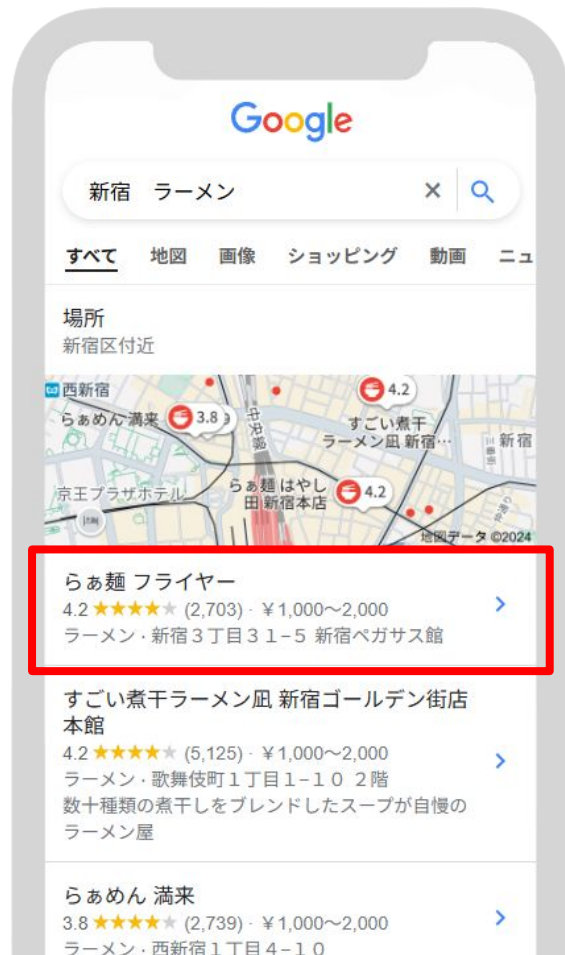 Google
新宿　ラーメン
すべて 地図 画像 ショッピング 動画 ニュ
場所
新宿区付近
西新宿
4.2
らぁめん 満来 3.8
中央線
すごい煮干
ラーメン凪 新宿…
新宿
らぁ麺 はやし
田 新宿本店
4.2
京王プラザホテル
地図データ ©2024
らぁ麺 フライヤー
4.2 ★★★★★ (2,703) · ￥1,000～2,000
ラーメン · 新宿３丁目３１−５ 新宿ペガサス館
すごい煮干ラーメン凪 新宿ゴールデン街店
本館
4.2 ★★★★★ (5,125) · ￥1,000～2,000
ラーメン · 歌舞伎町１丁目１−１０ ２階
数十種類の煮干しをブレンドしたスープが自慢の
ラーメン屋
らぁめん 満来
3.8 ★★★★★ (2,739) · ￥1,000～2,000
ラーメン · 西新宿１丁目４−１０